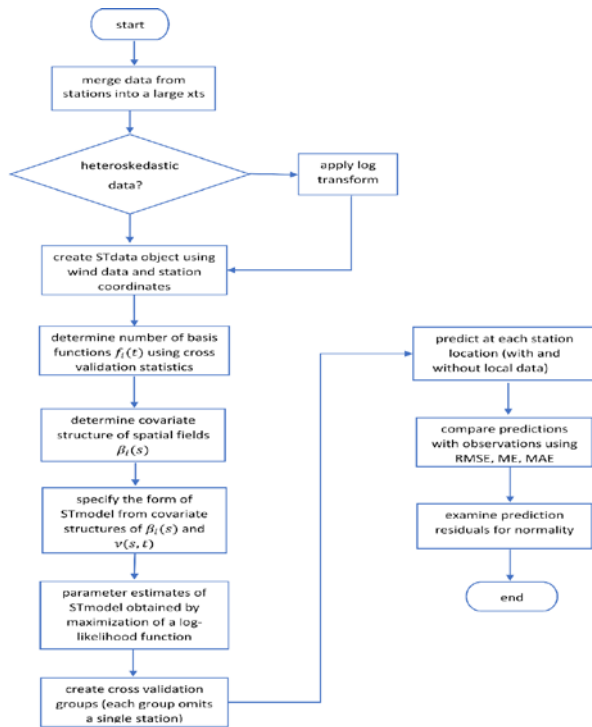 start
merge data from
stations into a large xts
heteroskedastic
data?
apply log
transform
create STdata object using
wind data and station
coordinates
determine number of basis
functions fᵢ(t) using cross
validation statistics
determine covariate
structure of spatial fields
βᵢ(s)
specify the form of
STmodel from covariate
structures of βᵢ(s) and
ν(s, t)
parameter estimates of
STmodel obtained by
maximization of a log-
likelihood function
create cross validation
groups (each group omits
a single station)
predict at each station
location (with and
without local data)
compare predictions
with observations using
RMSE, ME, MAE
examine prediction
residuals for normality
end